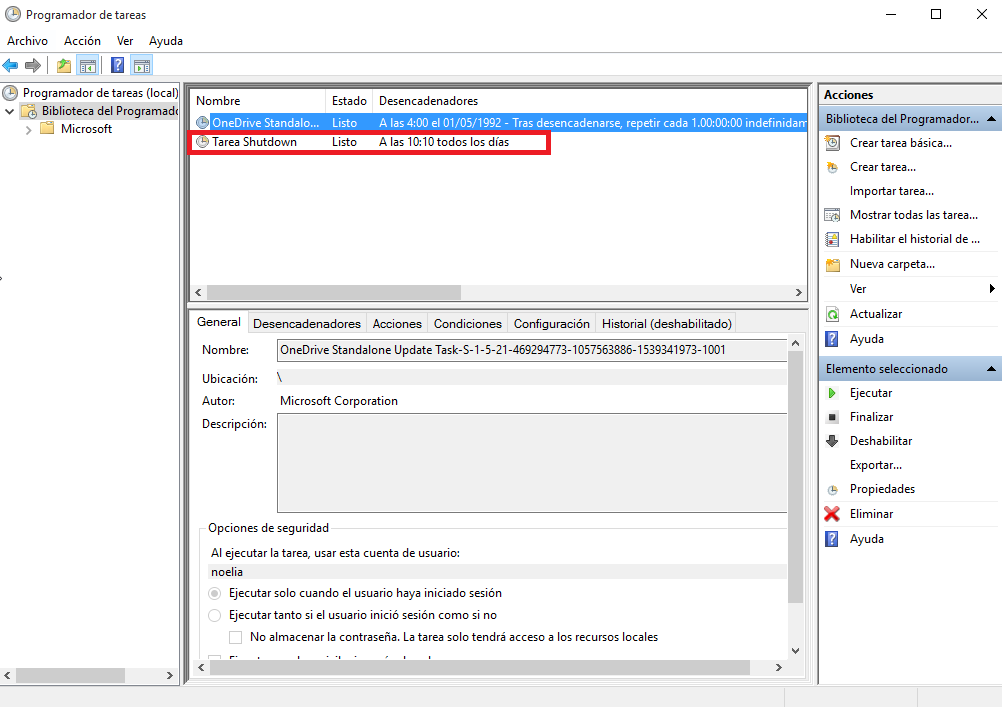 Programador de tareas
Archivo Acción Ver Ayuda
Programador de tareas (local)
Biblioteca del Programado
Microsoft
Nombre Estado Desencadenadores
OneDrive Standalo... Listo A las 4:00 el 01/05/1992 - Tras desencadenarse, repetir cada 1.00:00:00 indefinidam
Tarea Shutdown Listo A las 10:10 todos los días
General Desencadenadores Acciones Condiciones Configuración Historial (deshabilitado)
Nombre: OneDrive Standalone Update Task-S-1-5-21-469294773-1057563886-1539341973-1001
Ubicación: \
Autor: Microsoft Corporation
Descripción:
Opciones de seguridad
Al ejecutar la tarea, usar esta cuenta de usuario:
noelia
Ejecutar solo cuando el usuario haya iniciado sesión
Ejecutar tanto si el usuario inició sesión como si no
No almacenar la contraseña. La tarea solo tendrá acceso a los recursos locales
Acciones
Biblioteca del Programador...
Crear tarea básica...
Crear tarea...
Importar tarea...
Mostrar todas las tarea...
Habilitar el historial de ...
Nueva carpeta...
Ver
Actualizar
Ayuda
Elemento seleccionado
Ejecutar
Finalizar
Deshabilitar
Exportar...
Propiedades
Eliminar
Ayuda